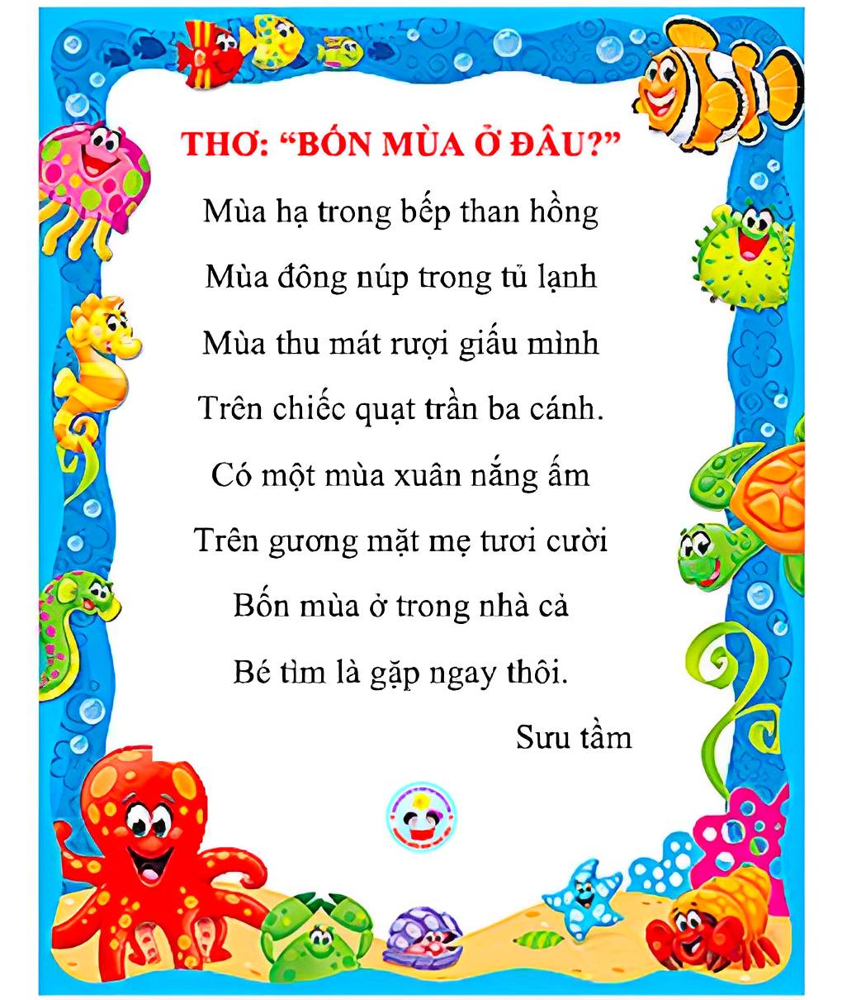 THƠ: “BỐN MÙA Ở ĐÂU?”
Mùa hạ trong bếp than hồng
Mùa đông núp trong tủ lạnh
Mùa thu mát rượi giấu mình
Trên chiếc quạt trần ba cánh.
Có một mùa xuân nắng ấm
Trên gương mặt mẹ tươi cười
Bốn mùa ở trong nhà cả
Bé tìm là gặp ngay thôi.
Sưu tầm